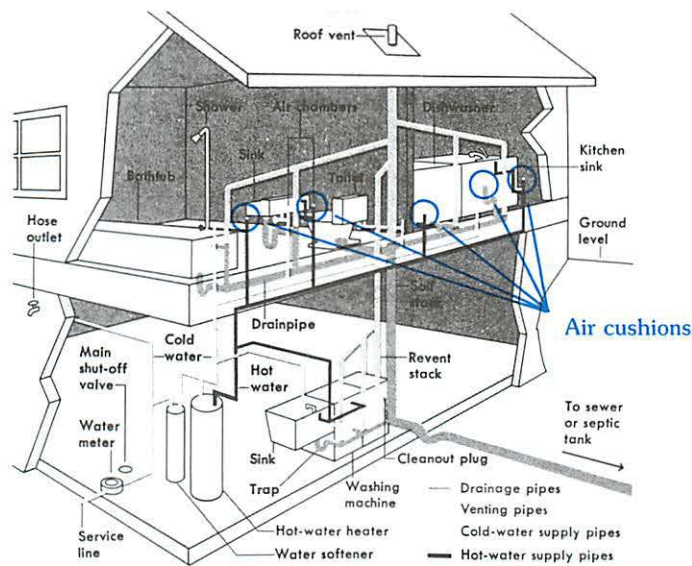 Roof vent
Shower
Air chambers
Dishwasher
Sink
Toilet
Kitchen
sink
Bathtub
Hose
outlet
Ground
level
Soil
stack
Drainpipe
Air cushions
Cold
water
Main
shut-off
valve
Hot
water
Revent
stack
Water
meter
To sewer
or septic
tank
Sink
Cleanout plug
Trap
Washing
machine
Drainage pipes
Venting pipes
Service
line
Hot-water heater
Cold-water supply pipes
Water softener
Hot-water supply pipes